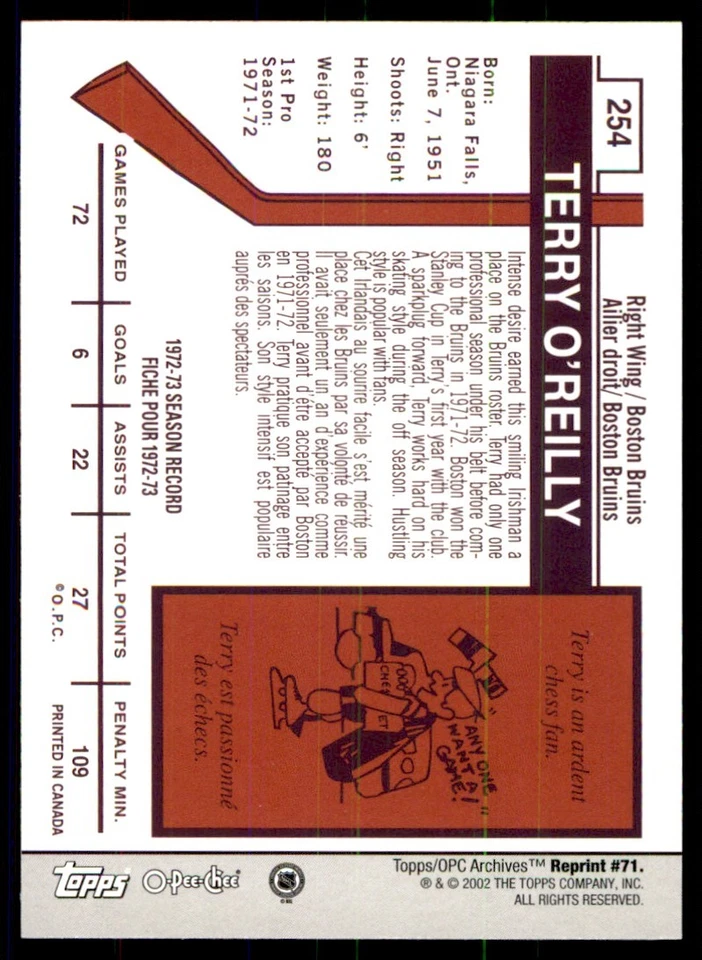 254
TERRY O'REILLY
Right Wing / Boston Bruins
Ailier droit/ Boston Bruins
Born:
Niagara Falls,
Ont.
June 7, 1951
Shoots: Right
Height: 6'
Weight: 180
1st Pro
Season:
1971-72
Intense desire earned this smiling Irishman a
place on the Bruins roster. Terry had only one
professional season under his belt before com-
ing to the Bruins in 1971-72. Boston won the
Stanley Cup in Terry's first year with the club.
A sparkplug forward, Terry works hard on his
skating style during the off season. Hustling
style is popular with fans.
Cet Irlandais au sourire facile s'est mérité une
place chez les Bruins par sa volonté de réussir.
Il avait seulement un an d'expérience comme
professionnel avant d'être accepté par Boston
en 1971-72. Terry pratique son patinage entre
les saisons. Son style intensif est populaire
auprès des spectateurs.
Terry is an ardent
chess fan.
"ANY ONE
WANT A
GAME!"
CHESS SET
Terry est passionné
des échecs.
1972-73 SEASON RECORD
FICHE POUR 1972-73
GAMES PLAYED GOALS ASSISTS TOTAL POINTS PENALTY MIN.
72 6 22 27 109
© O.P.C. PRINTED IN CANADA
Topps/OPC Archives™ Reprint #71.
® & © 2002 THE TOPPS COMPANY, INC.
ALL RIGHTS RESERVED.
NHL
© NHL
O-Pee-Chee
Topps